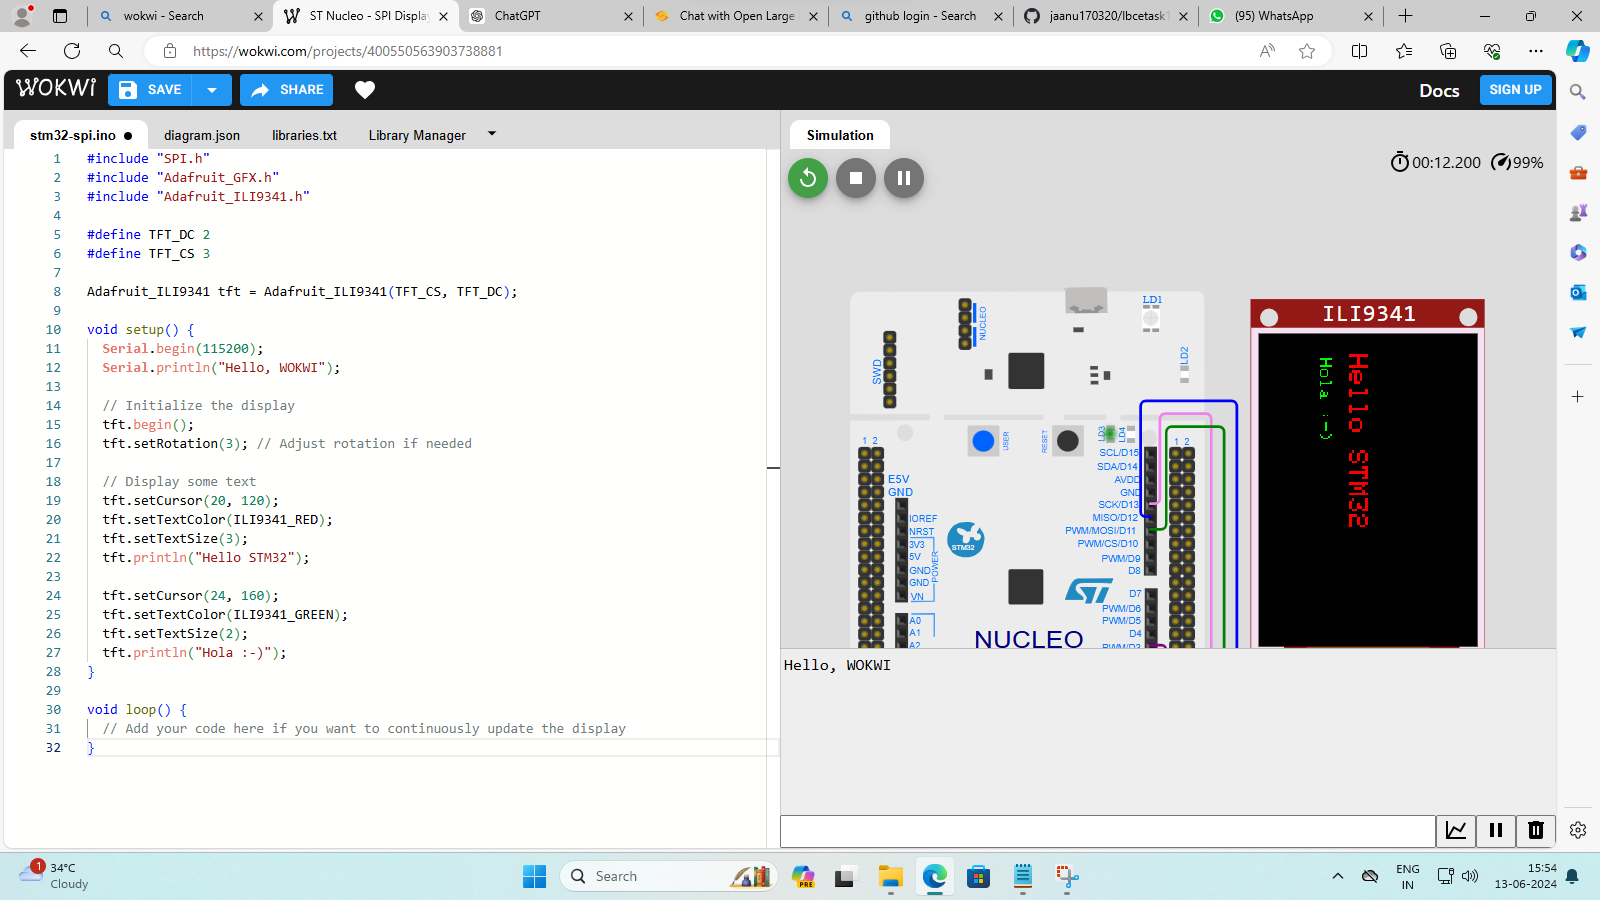 wokwi - Search
ST Nucleo - SPI Display
ChatGPT
Chat with Open Large
github login - Search
jaanu170320/lbcetask1
(95) WhatsApp
https://wokwi.com/projects/400550563903738881
WOKWI
SAVE
SHARE
Docs
SIGN UP
stm32-spi.ino
diagram.json
libraries.txt
Library Manager
Simulation
00:12.200
99%
1 #include "SPI.h"
2 #include "Adafruit_GFX.h"
3 #include "Adafruit_ILI9341.h"
4
5 #define TFT_DC 2
6 #define TFT_CS 3
7
8 Adafruit_ILI9341 tft = Adafruit_ILI9341(TFT_CS, TFT_DC);
9
10 void setup() {
11 Serial.begin(115200);
12 Serial.println("Hello, WOKWI");
13
14 // Initialize the display
15 tft.begin();
16 tft.setRotation(3); // Adjust rotation if needed
17
18 // Display some text
19 tft.setCursor(20, 120);
20 tft.setTextColor(ILI9341_RED);
21 tft.setTextSize(3);
22 tft.println("Hello STM32");
23
24 tft.setCursor(24, 160);
25 tft.setTextColor(ILI9341_GREEN);
26 tft.setTextSize(2);
27 tft.println("Hola :-)");
28 }
29
30 void loop() {
31 // Add your code here if you want to continuously update the display
32 }
NUCLEO
LD1
SWD
LD2
USER
RESET
LD3
LD4
1 2
1 2
E5V
GND
IOREF
NRST
3V3
5V
GND
GND
VN
POWER
A0
A1
A2
STM32
SCL/D15
SDA/D14
AVDD
GND
SCK/D13
MISO/D12
PWM/MOSI/D11
PWM/CS/D10
PWM/D9
D8
D7
PWM/D6
PWM/D5
D4
PWM/D3
ST
NUCLEO
ILI9341
Hello STM32
Hola :-)
Hello, WOKWI
1
34°C
Cloudy
Search
PRE
ENG
IN
15:54
13-06-2024